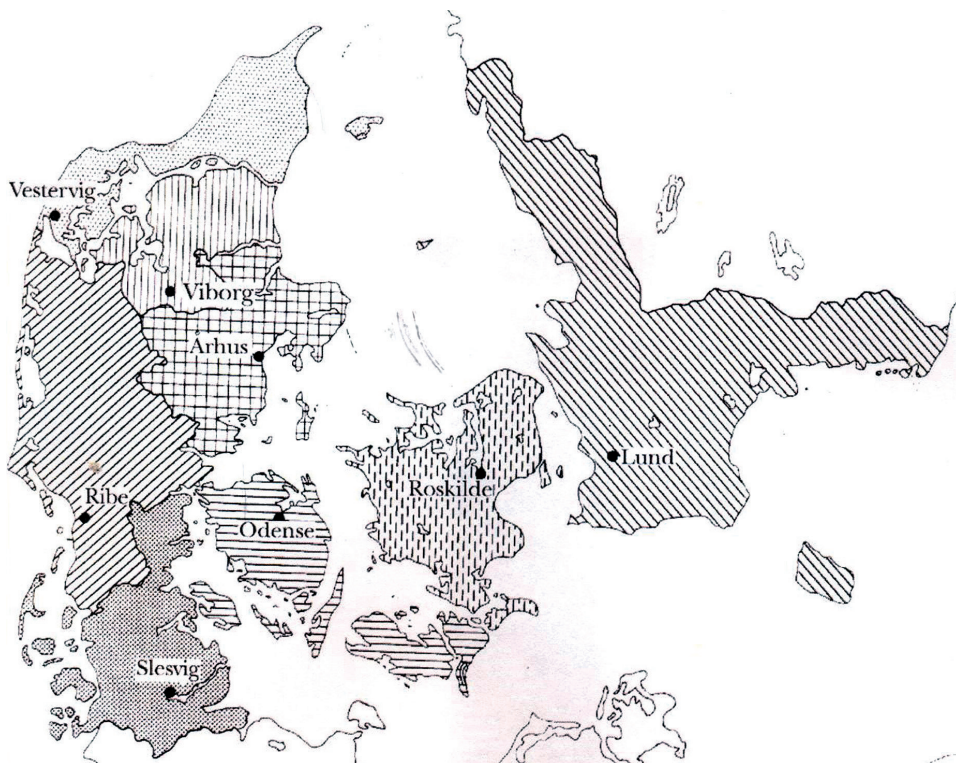 Vestervig
Viborg
Århus
Ribe
Odense
Roskilde
Lund
Slesvig